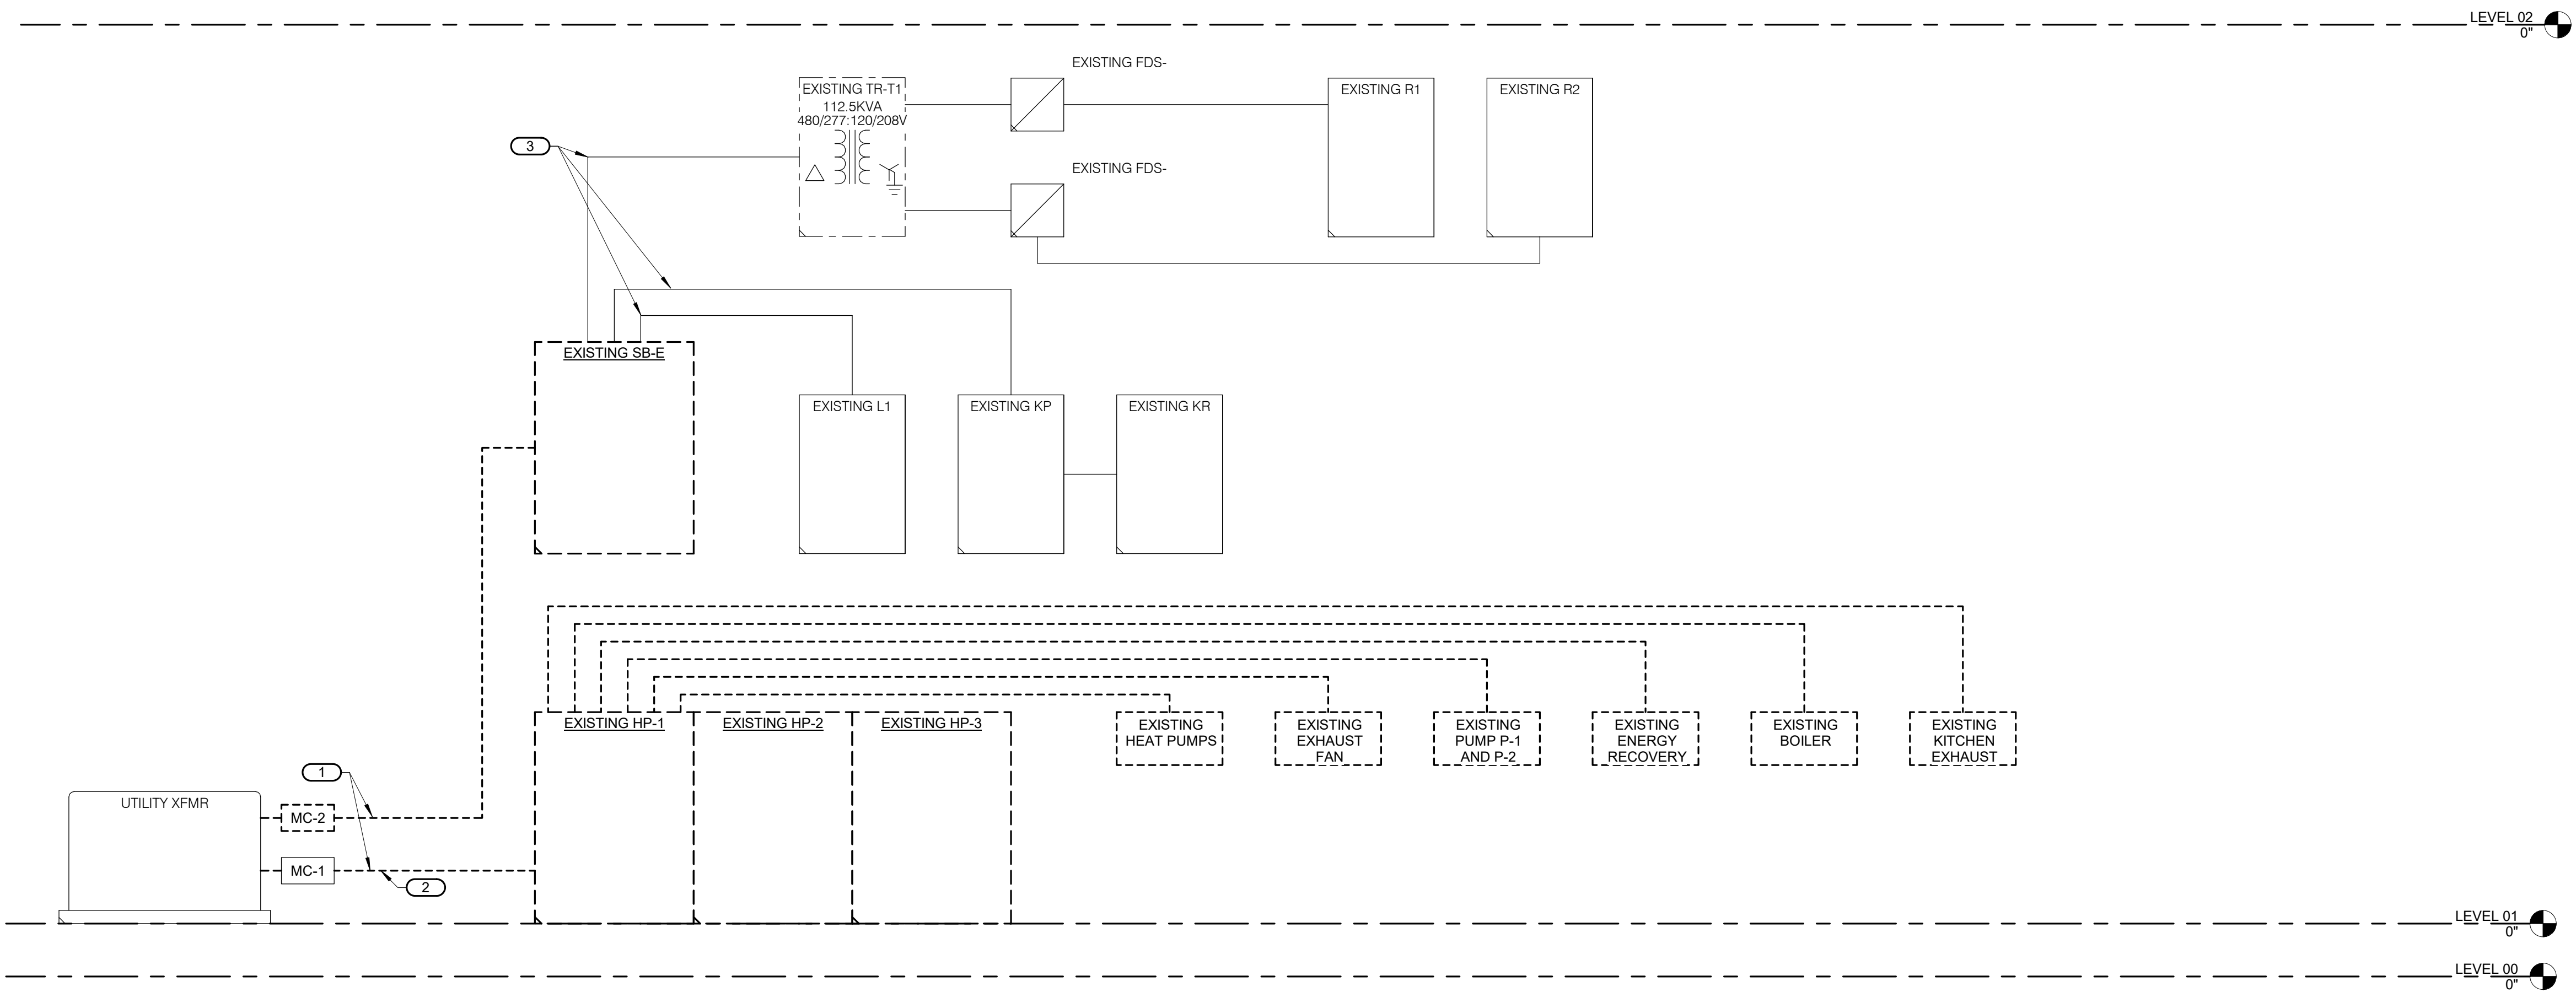 LEVEL 02
0"
EXISTING FDS-
EXISTING TR-T1
112.5KVA
480/277:120/208V
EXISTING R1
EXISTING R2
3
EXISTING FDS-
EXISTING SB-E
EXISTING L1
EXISTING KP
EXISTING KR
EXISTING HP-1
EXISTING HP-2
EXISTING HP-3
EXISTING
HEAT PUMPS
EXISTING
EXHAUST
FAN
EXISTING
PUMP P-1
AND P-2
EXISTING
ENERGY
RECOVERY
EXISTING
BOILER
EXISTING
KITCHEN
EXHAUST
1
UTILITY XFMR
MC-2
MC-1
2
LEVEL 01
0"
LEVEL 00
0"